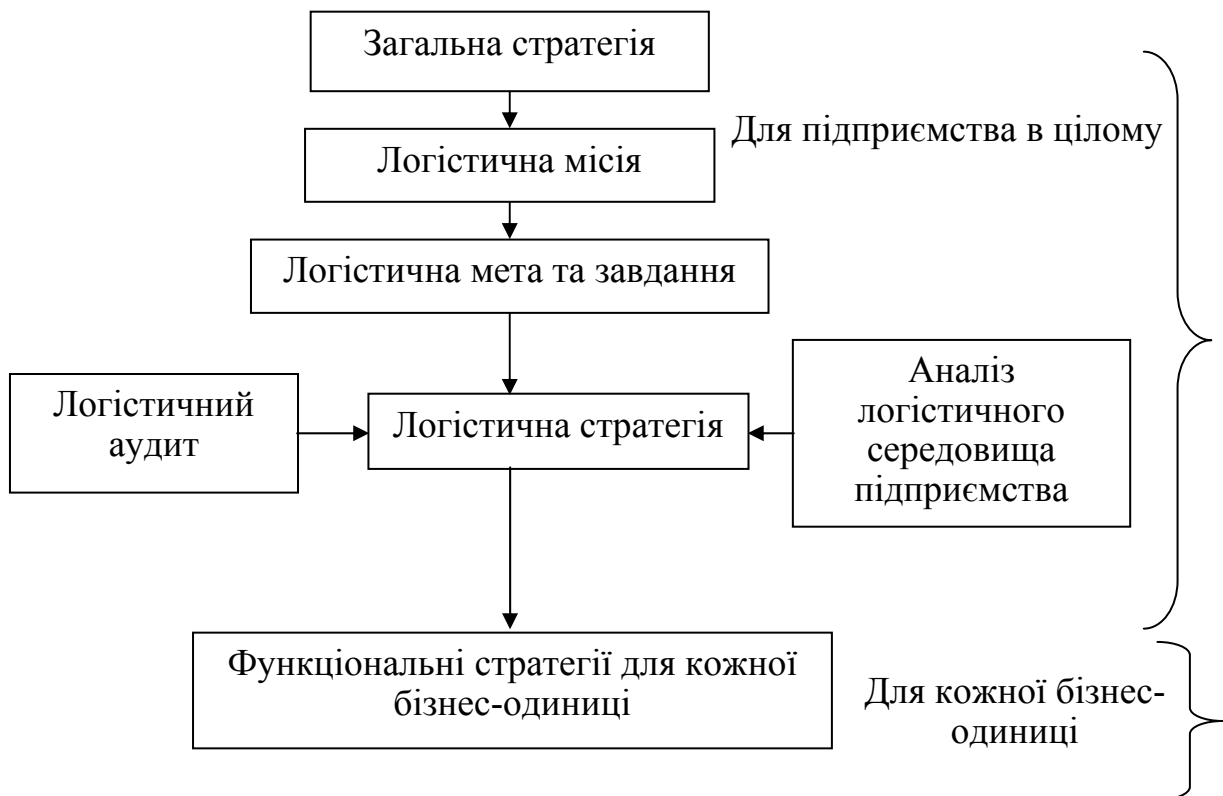 Загальна стратегія
Для підприємства в цілому
Логістична місія
Логістична мета та завдання
Логістичний
аудит
Логістична стратегія
Аналіз
логістичного
середовища
підприємства
Функціональні стратегії для кожної
бізнес-одиниці
Для кожної бізнес-
одиниці